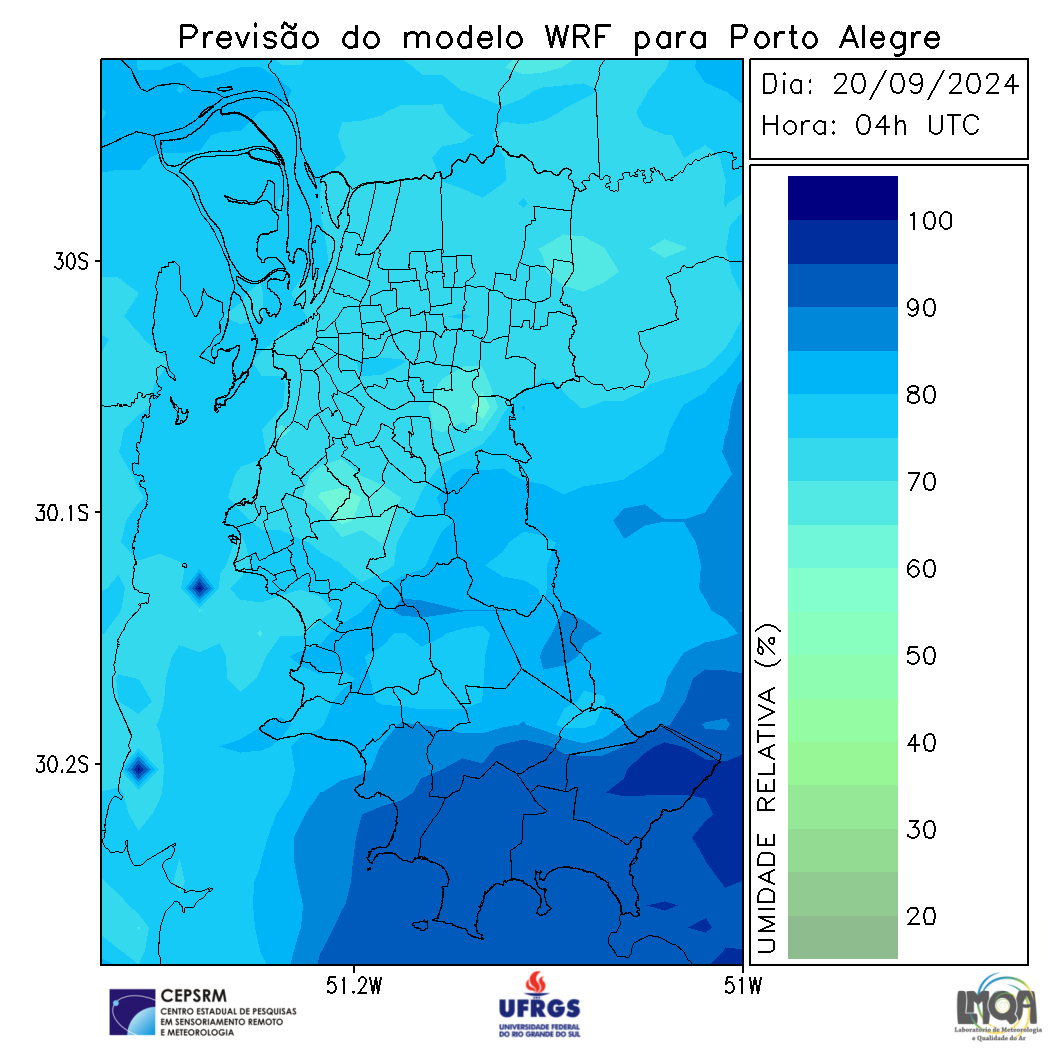 Previsão do modelo WRF para Porto Alegre
Dia: 20/09/2024
Hora: 04h UTC
30S
30.1S
30.2S
51.2W
51W
100
90
80
70
60
50
40
30
20
UMIDADE RELATIVA (%)
CEPSRM
CENTRO ESTADUAL DE PESQUISAS
EM SENSORIAMENTO REMOTO
E METEOROLOGIA
UFRGS
UNIVERSIDADE FEDERAL
DO RIO GRANDE DO SUL
LMQA
Laboratório de Meteorologia
e Qualidade do Ar